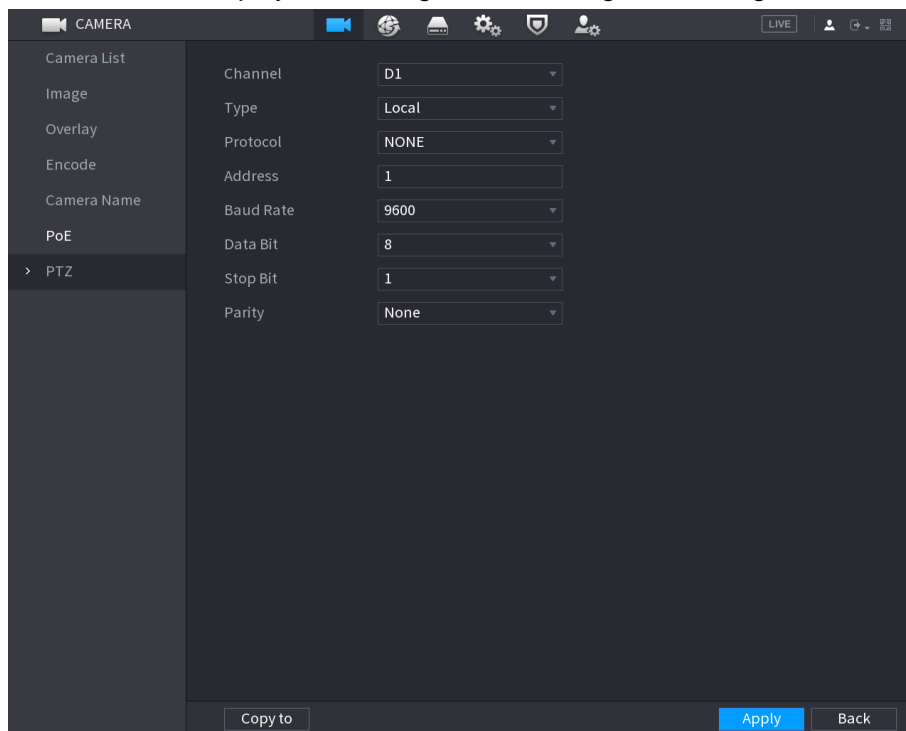 CAMERA
LIVE
Camera List
Image
Overlay
Encode
Camera Name
PoE
> PTZ
Channel D1
Type Local
Protocol NONE
Address 1
Baud Rate 9600
Data Bit 8
Stop Bit 1
Parity None
Copy to
Apply
Back